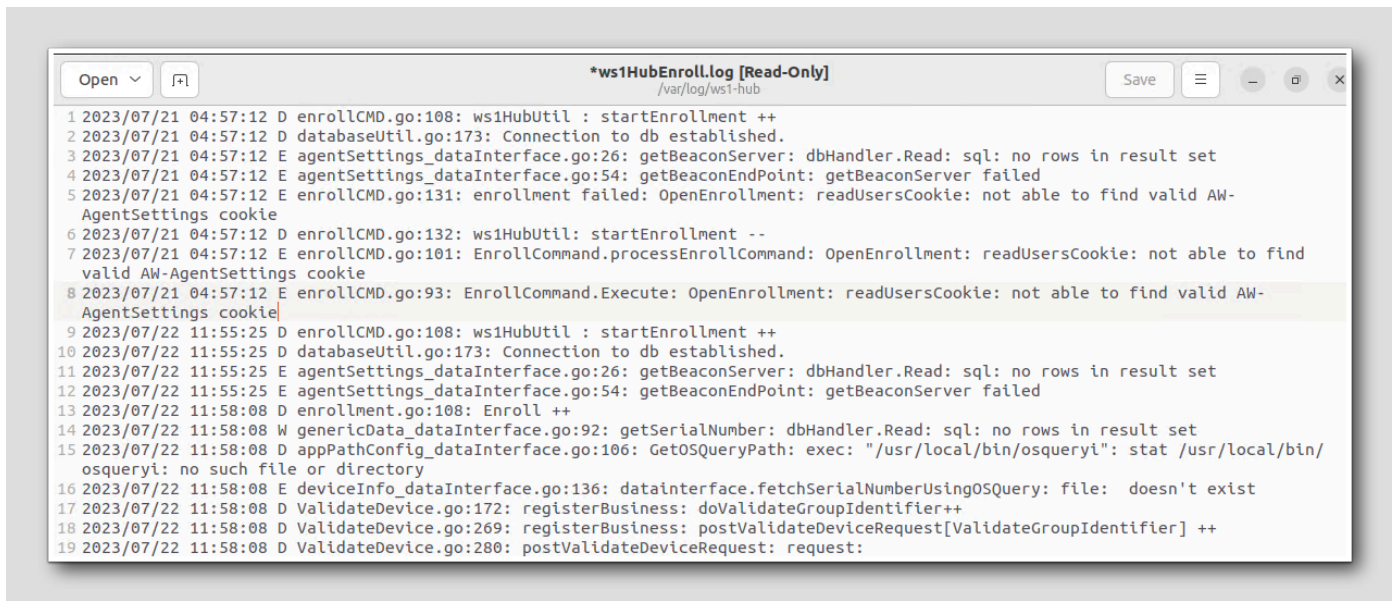 Open
*ws1HubEnroll.log [Read-Only]
/var/log/ws1-hub
Save
1 2023/07/21 04:57:12 D enrollCMD.go:108: ws1HubUtil : startEnrollment ++
2 2023/07/21 04:57:12 D databaseUtil.go:173: Connection to db established.
3 2023/07/21 04:57:12 E agentSettings_dataInterface.go:26: getBeaconServer: dbHandler.Read: sql: no rows in result set
4 2023/07/21 04:57:12 E agentSettings_dataInterface.go:54: getBeaconEndPoint: getBeaconServer failed
5 2023/07/21 04:57:12 E enrollCMD.go:131: enrollment failed: OpenEnrollment: readUsersCookie: not able to find valid AW-
AgentSettings cookie
6 2023/07/21 04:57:12 D enrollCMD.go:132: ws1HubUtil: startEnrollment --
7 2023/07/21 04:57:12 E enrollCMD.go:101: EnrollCommand.processEnrollCommand: OpenEnrollment: readUsersCookie: not able to find
valid AW-AgentSettings cookie
8 2023/07/21 04:57:12 E enrollCMD.go:93: EnrollCommand.Execute: OpenEnrollment: readUsersCookie: not able to find valid AW-
AgentSettings cookie
9 2023/07/22 11:55:25 D enrollCMD.go:108: ws1HubUtil : startEnrollment ++
10 2023/07/22 11:55:25 D databaseUtil.go:173: Connection to db established.
11 2023/07/22 11:55:25 E agentSettings_dataInterface.go:26: getBeaconServer: dbHandler.Read: sql: no rows in result set
12 2023/07/22 11:55:25 E agentSettings_dataInterface.go:54: getBeaconEndPoint: getBeaconServer failed
13 2023/07/22 11:58:08 D enrollment.go:108: Enroll ++
14 2023/07/22 11:58:08 W genericData_dataInterface.go:92: getSerialNumber: dbHandler.Read: sql: no rows in result set
15 2023/07/22 11:58:08 D appPathConfig_dataInterface.go:106: GetOSQueryPath: exec: "/usr/local/bin/osqueryi": stat /usr/local/bin/
osqueryi: no such file or directory
16 2023/07/22 11:58:08 E deviceInfo_dataInterface.go:136: datainterface.fetchSerialNumberUsingOSQuery: file:  doesn't exist
17 2023/07/22 11:58:08 D ValidateDevice.go:172: registerBusiness: doValidateGroupIdentifier++
18 2023/07/22 11:58:08 D ValidateDevice.go:269: registerBusiness: postValidateDeviceRequest[ValidateGroupIdentifier] ++
19 2023/07/22 11:58:08 D ValidateDevice.go:280: postValidateDeviceRequest: request: